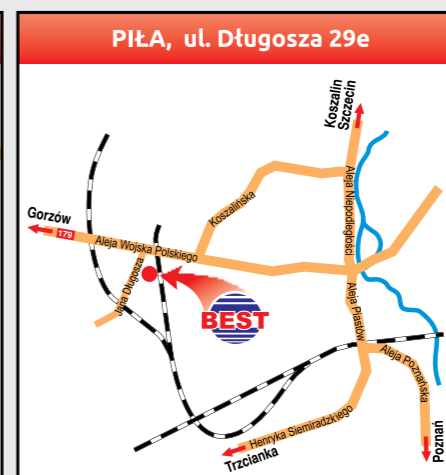 PIŁA, ul. Długosza 29e
Koszalin
Szczecin
Aleja Niepodległości
Koszalińska
Gorzów
179
Aleja Wojska Polskiego
Jana Długosza
BEST
Aleja Piastów
Aleja Poznańska
Henryka Siemiradzkiego
Trzcianka
Poznań